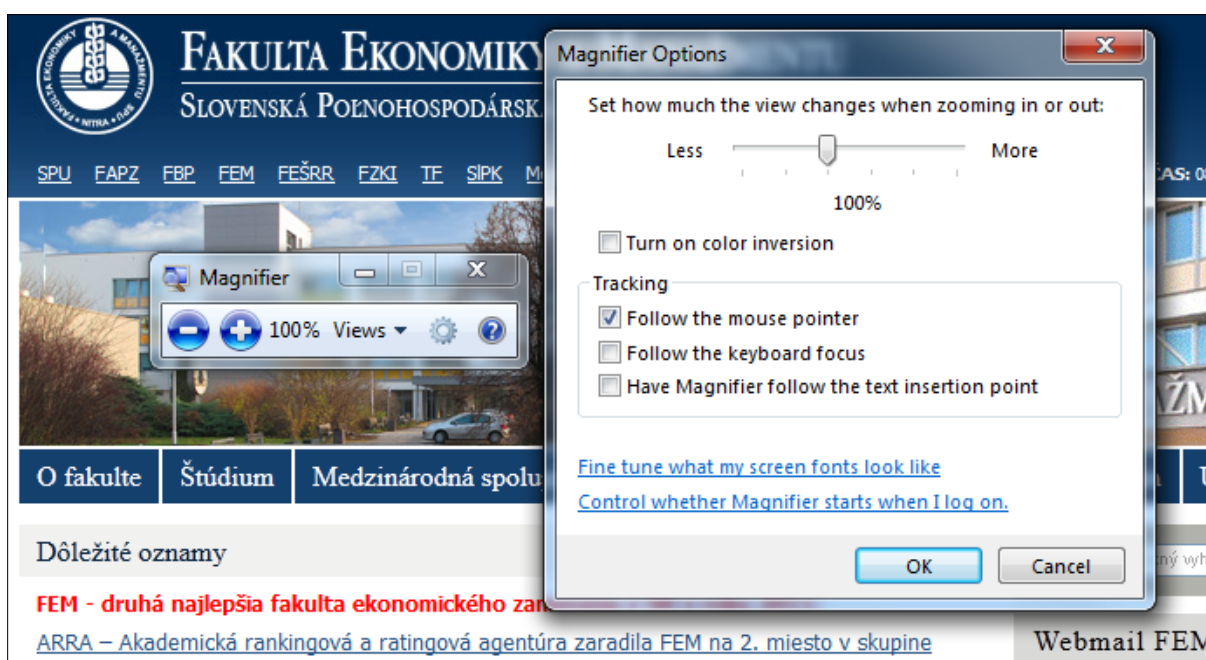 FAKULTA EKONOMIKY
SLOVENSKÁ POĽNOHOSPODÁRSK
SPU FAPZ FBP FEM FEŠRR FZKI TF SIPK
ČAS: 08
Magnifier
100% Views
Magnifier Options
Set how much the view changes when zooming in or out:
Less More
100%
Turn on color inversion
Tracking
Follow the mouse pointer
Follow the keyboard focus
Have Magnifier follow the text insertion point
Fine tune what my screen fonts look like
Control whether Magnifier starts when I log on.
OK Cancel
O fakulte Štúdium Medzinárodná spolu
Dôležité oznamy
FEM - druhá najlepšia fakulta ekonomického
ARRA – Akademická rankingová a ratingová agentúra zaradila FEM na 2. miesto v skupine
Webmail FEM